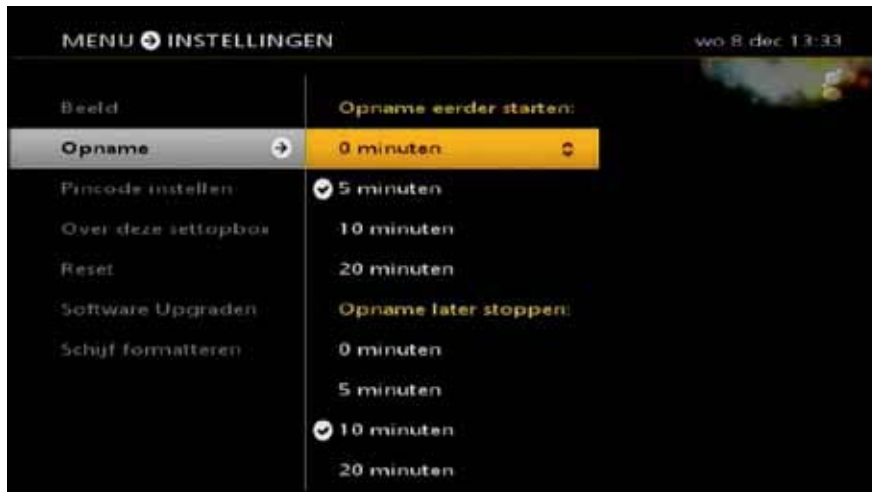 MENU INSTELLINGEN
wo 8 dec 13:33
Beeld
Opname
Pincode instellen
Over deze settopbox
Reset
Software Upgraden
Schijf formatteren
Opname eerder starten:
0 minuten
5 minuten
10 minuten
20 minuten
Opname later stoppen:
0 minuten
5 minuten
10 minuten
20 minuten